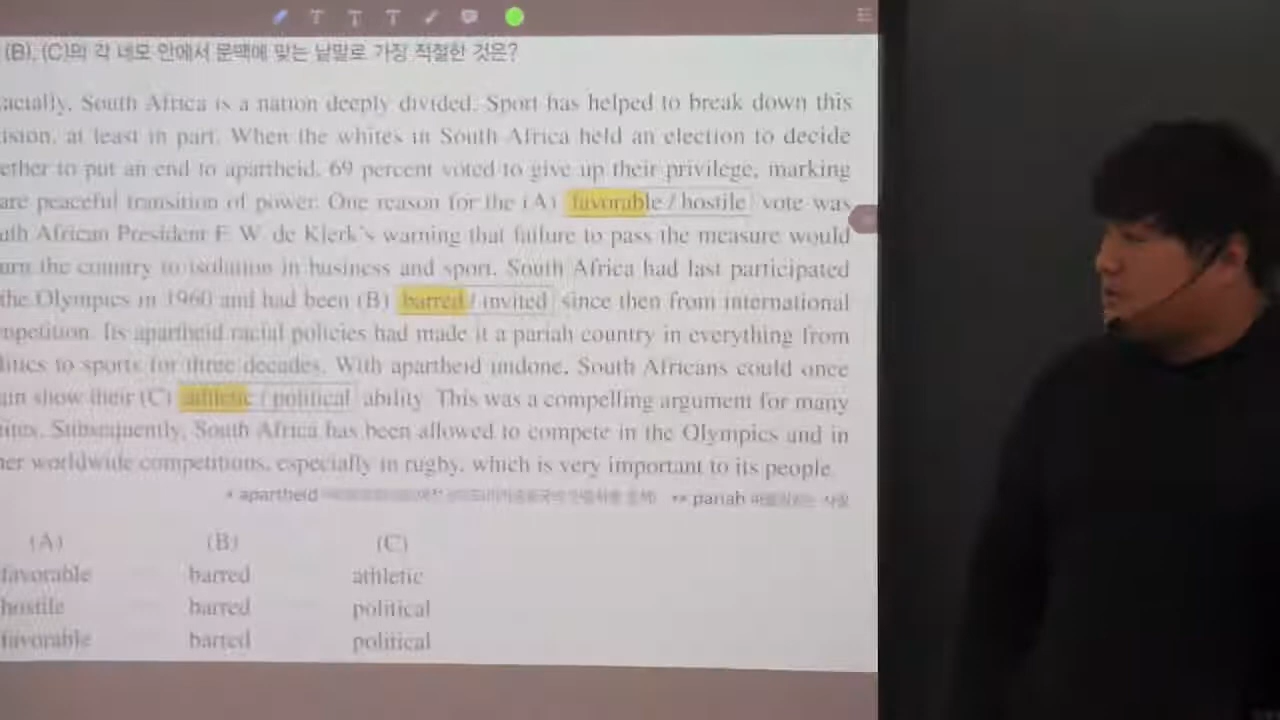 (B), (C)의 각 네모 안에서 문맥에 맞는 낱말로 가장 적절한 것은?
acially, South Africa is a nation deeply divided. Sport has helped to break down this
ision, at least in part. When the whites in South Africa held an election to decide
ether to put an end to apartheid, 69 percent voted to give up their privilege, marking
are peaceful transition of power. One reason for the (A) favorable / hostile vote was
uth African President F. W. de Klerk's warning that failure to pass the measure would
urn the country to isolation in business and sport. South Africa had last participated
the Olympics in 1960 and had been (B) barred / invited since then from international
mpetition. Its apartheid racial policies had made it a pariah country in everything from
litics to sports for three decades. With apartheid undone, South Africans could once
ain show their (C) athletic / political ability. This was a compelling argument for many
ites. Subsequently, South Africa has been allowed to compete in the Olympics and in
her worldwide competitions, especially in rugby, which is very important to its people.
* apartheid ** pariah
(A) (B) (C)
favorable barred athletic
hostile barred political
favorable barred political